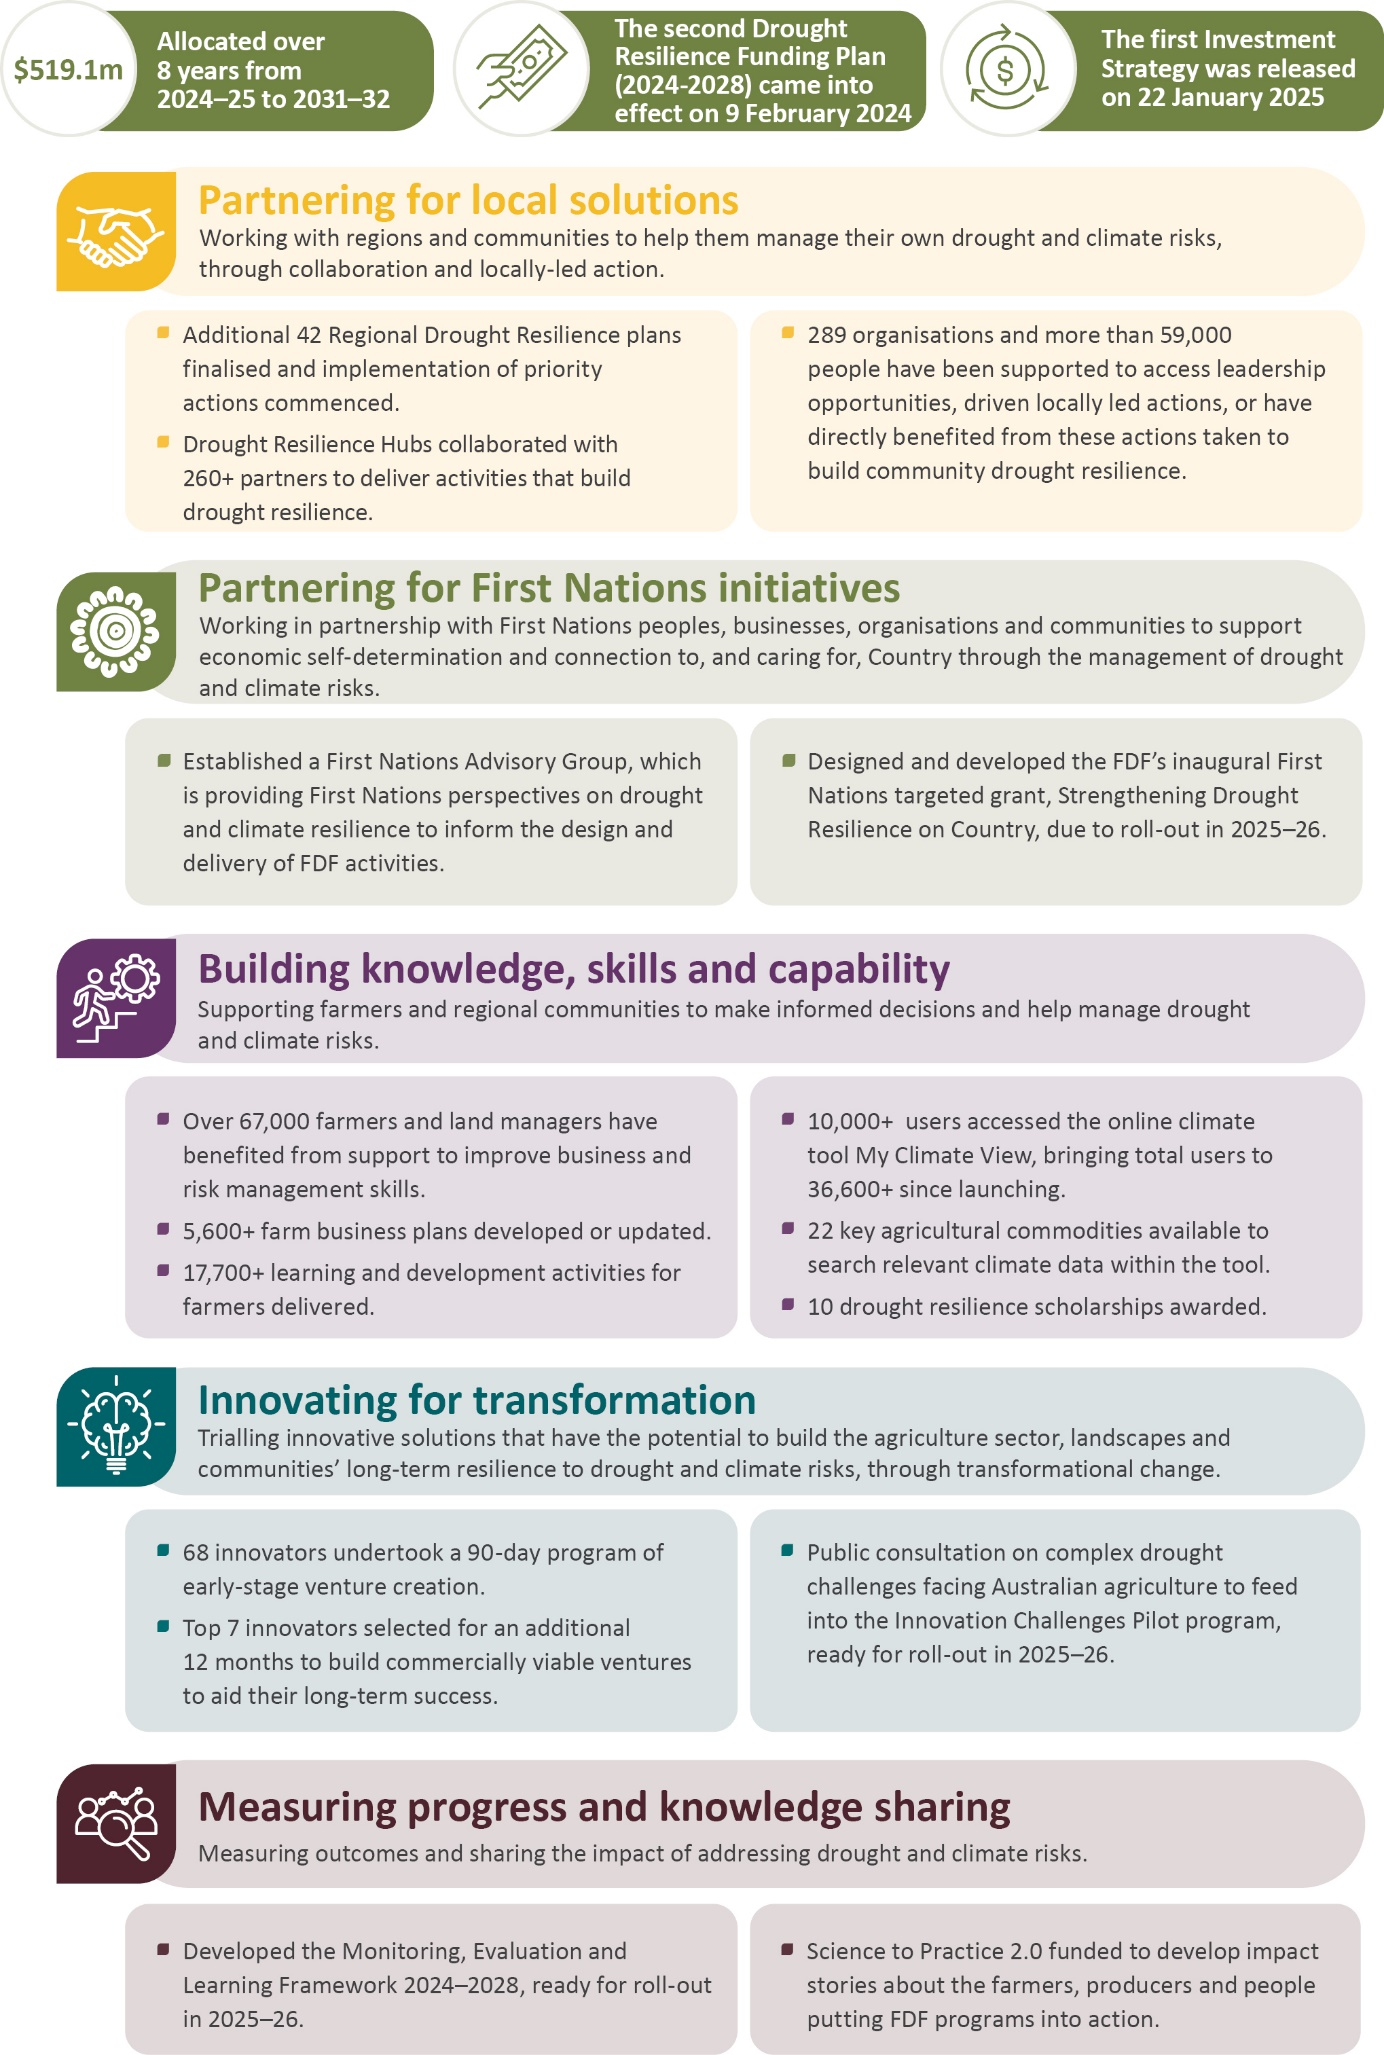 $519.1m
Allocated over
8 years from
2024–25 to 2031–32
The second Drought
Resilience Funding Plan
(2024-2028) came into
effect on 9 February 2024
$
The first Investment
Strategy was released
on 22 January 2025
Partnering for local solutions
Working with regions and communities to help them manage their own drought and climate risks,
through collaboration and locally-led action.
Additional 42 Regional Drought Resilience plans
finalised and implementation of priority
actions commenced.
Drought Resilience Hubs collaborated with
260+ partners to deliver activities that build
drought resilience.
289 organisations and more than 59,000
people have been supported to access leadership
opportunities, driven locally led actions, or have
directly benefited from these actions taken to
build community drought resilience.
Partnering for First Nations initiatives
Working in partnership with First Nations peoples, businesses, organisations and communities to support
economic self-determination and connection to, and caring for, Country through the management of drought
and climate risks.
Established a First Nations Advisory Group, which
is providing First Nations perspectives on drought
and climate resilience to inform the design and
delivery of FDF activities.
Designed and developed the FDF’s inaugural First
Nations targeted grant, Strengthening Drought
Resilience on Country, due to roll-out in 2025–26.
Building knowledge, skills and capability
Supporting farmers and regional communities to make informed decisions and help manage drought
and climate risks.
Over 67,000 farmers and land managers have
benefited from support to improve business and
risk management skills.
5,600+ farm business plans developed or updated.
17,700+ learning and development activities for
farmers delivered.
10,000+ users accessed the online climate
tool My Climate View, bringing total users to
36,600+ since launching.
22 key agricultural commodities available to
search relevant climate data within the tool.
10 drought resilience scholarships awarded.
Innovating for transformation
Trialling innovative solutions that have the potential to build the agriculture sector, landscapes and
communities’ long-term resilience to drought and climate risks, through transformational change.
68 innovators undertook a 90-day program of
early-stage venture creation.
Top 7 innovators selected for an additional
12 months to build commercially viable ventures
to aid their long-term success.
Public consultation on complex drought
challenges facing Australian agriculture to feed
into the Innovation Challenges Pilot program,
ready for roll-out in 2025–26.
Measuring progress and knowledge sharing
Measuring outcomes and sharing the impact of addressing drought and climate risks.
Developed the Monitoring, Evaluation and
Learning Framework 2024–2028, ready for roll-out
in 2025–26.
Science to Practice 2.0 funded to develop impact
stories about the farmers, producers and people
putting FDF programs into action.